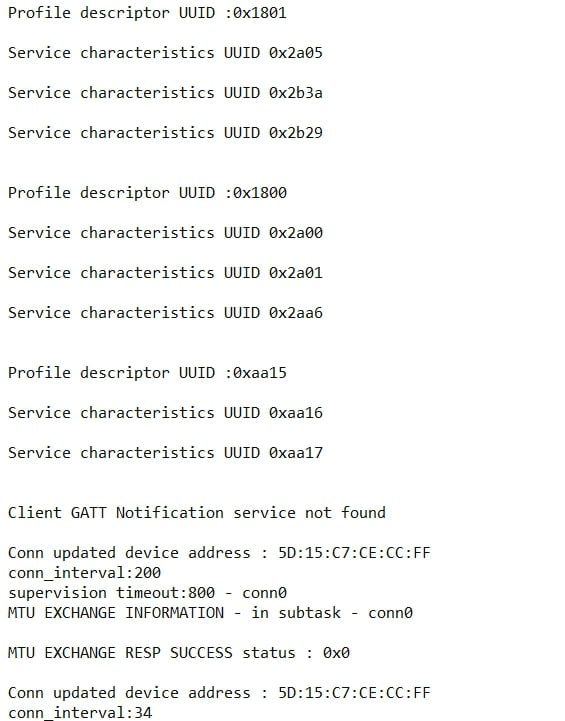 Profile descriptor UUID :0x1801
Service characteristics UUID 0x2a05
Service characteristics UUID 0x2b3a
Service characteristics UUID 0x2b29
Profile descriptor UUID :0x1800
Service characteristics UUID 0x2a00
Service characteristics UUID 0x2a01
Service characteristics UUID 0x2aa6
Profile descriptor UUID :0xaa15
Service characteristics UUID 0xaa16
Service characteristics UUID 0xaa17
Client GATT Notification service not found
Conn updated device address : 5D:15:C7:CE:CC:FF
conn_interval:200
supervision timeout:800 - conn0
MTU EXCHANGE INFORMATION - in subtask - conn0
MTU EXCHANGE RESP SUCCESS status : 0x0
Conn updated device address : 5D:15:C7:CE:CC:FF
conn_interval:34